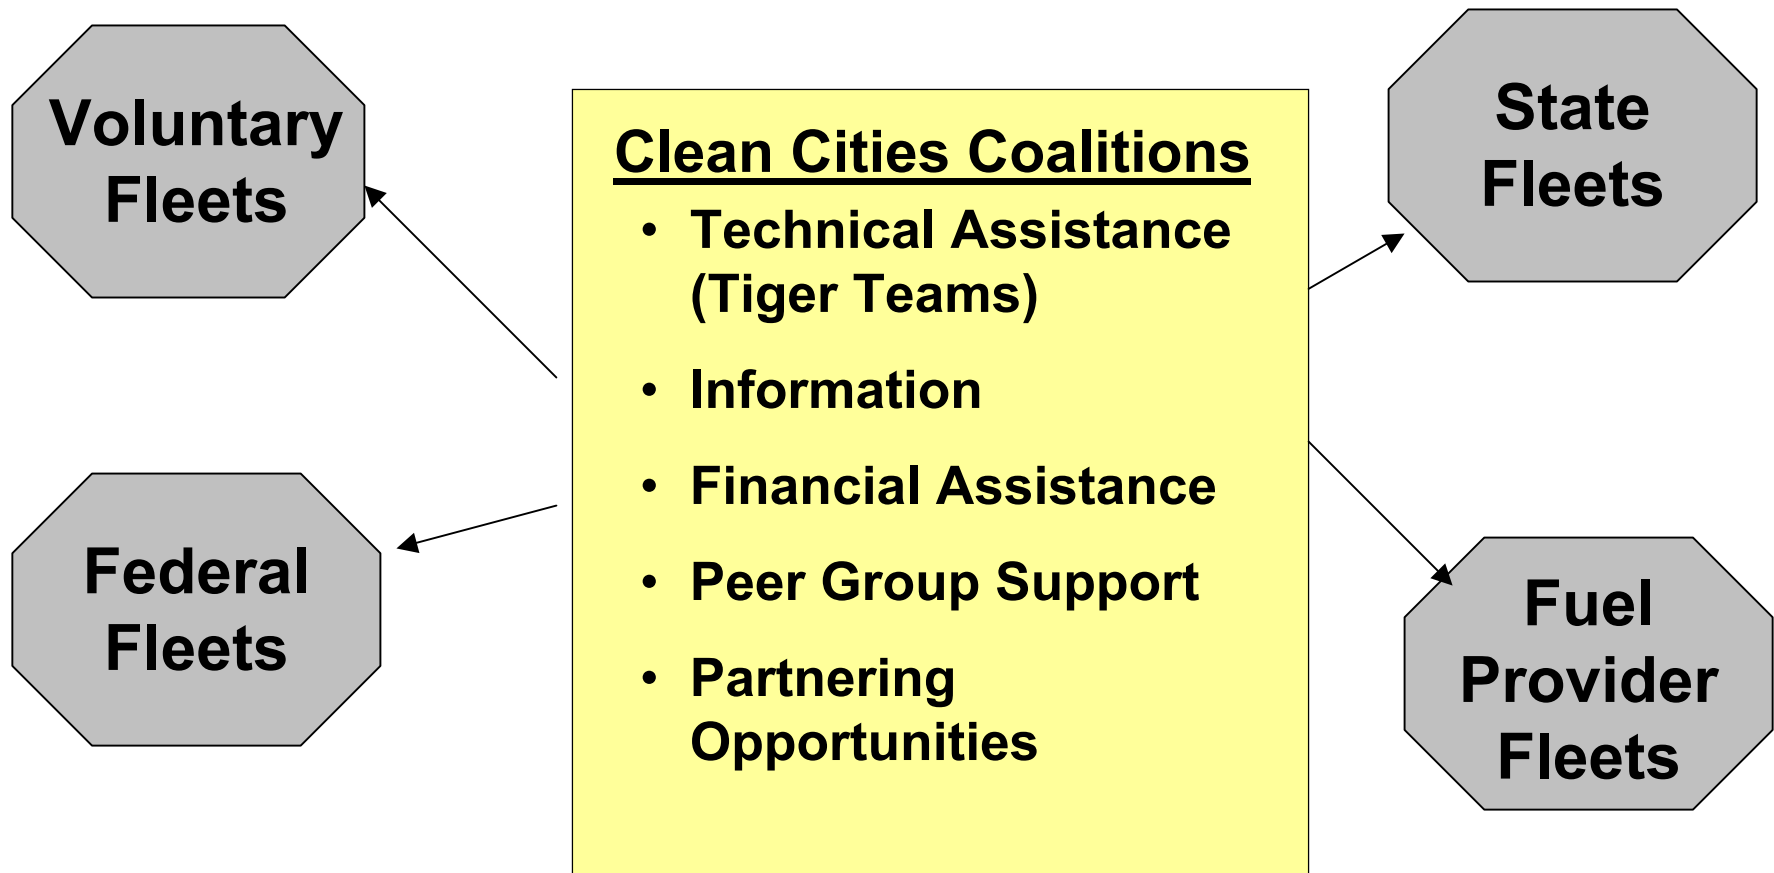 Voluntary
Fleets
Federal
Fleets
Clean Cities Coalitions
• Technical Assistance
(Tiger Teams)
• Information
• Financial Assistance
• Peer Group Support
• Partnering
Opportunities
State
Fleets
Fuel
Provider
Fleets